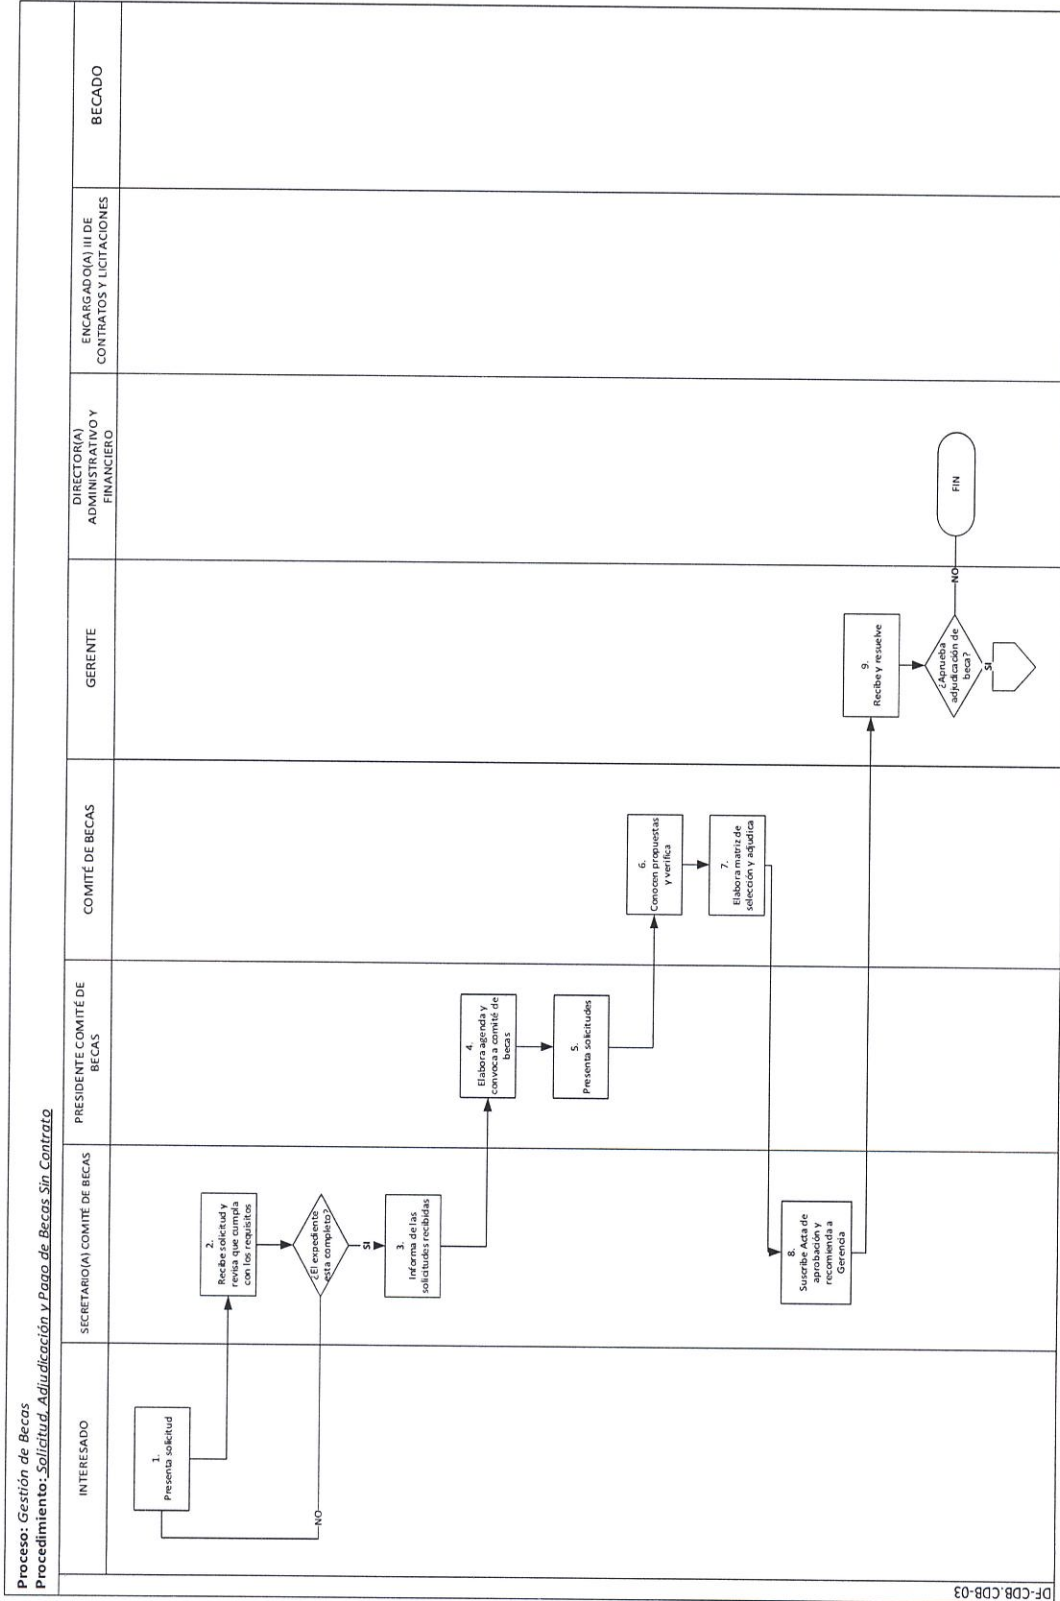 Proceso: Gestión de Becas
Procedimiento: Solicitud, Adjudicación y Pago de Becas Sin Contrato
INTERESADO
SECRETARIO(A) COMITÉ DE BECAS
PRESIDENTE COMITÉ DE
BECAS
COMITÉ DE BECAS
GERENTE
DIRECTOR(A)
ADMINISTRATIVO Y
FINANCIERO
ENCARGADO(A) III DE
CONTRATOS Y LICITACIONES
BECADO
1.
Presenta solicitud
2.
Recibe solicitud y
revisa que cumpla
con los requisitos
¿El expediente
esta completo?
NO
SI
3.
Informa de las
solicitudes recibidas
4.
Elabora agenda y
convoca a comité de
becas
5.
Presenta solicitudes
6.
Conocen propuestas
y verifica
7.
Elabora matriz de
selección y adjudica
8.
Suscribe Acta de
aprobación y
recomienda a
Gerencia
9.
Recibe y resuelve
¿Aprueba
adjudicación de
beca?
NO
FIN
SI
DF-CDB.CDB-03